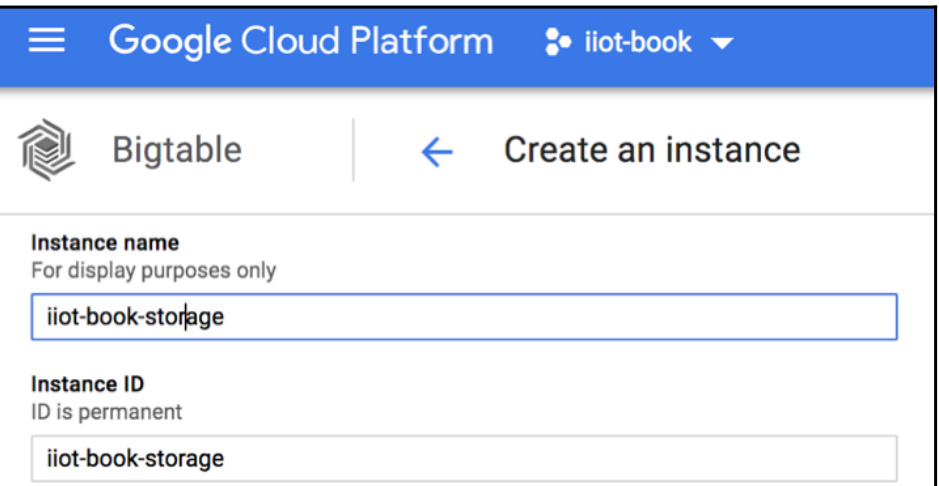 Google Cloud Platform iiot-book
Bigtable Create an instance
Instance name
For display purposes only
iiot-book-storage
Instance ID
ID is permanent
iiot-book-storage